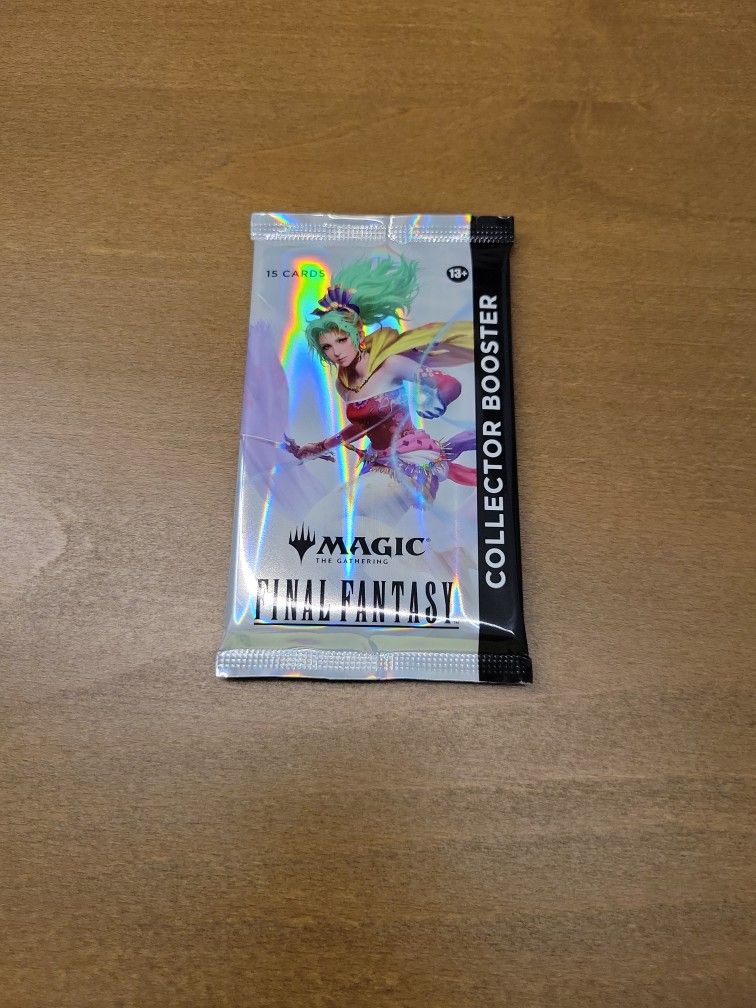 15 CARDS
13+
COLLECTOR BOOSTER
MAGIC
THE GATHERING
FINAL FANTASY